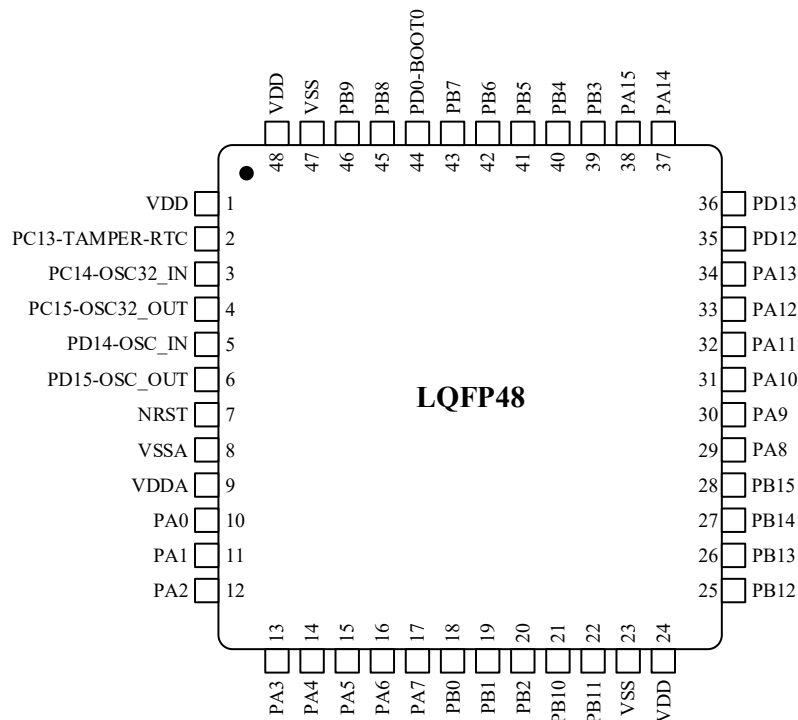 VDD VSS PB9 PB8 PD0-BOOT0 PB7 PB6 PB5 PB4 PB3 PA15 PA14
48 47 46 45 44 43 42 41 40 39 38 37
VDD 1 36 PD13
PC13-TAMPER-RTC 2 35 PD12
PC14-OSC32_IN 3 34 PA13
PC15-OSC32_OUT 4 33 PA12
PD14-OSC_IN 5 32 PA11
PD15-OSC_OUT 6 31 PA10
LQFP48
NRST 7 30 PA9
VSSA 8 29 PA8
VDDA 9 28 PB15
PA0 10 27 PB14
PA1 11 26 PB13
PA2 12 25 PB12
13 14 15 16 17 18 19 20 21 22 23 24
PA3 PA4 PA5 PA6 PA7 PB0 PB1 PB2 PB10 PB11 VSS VDD